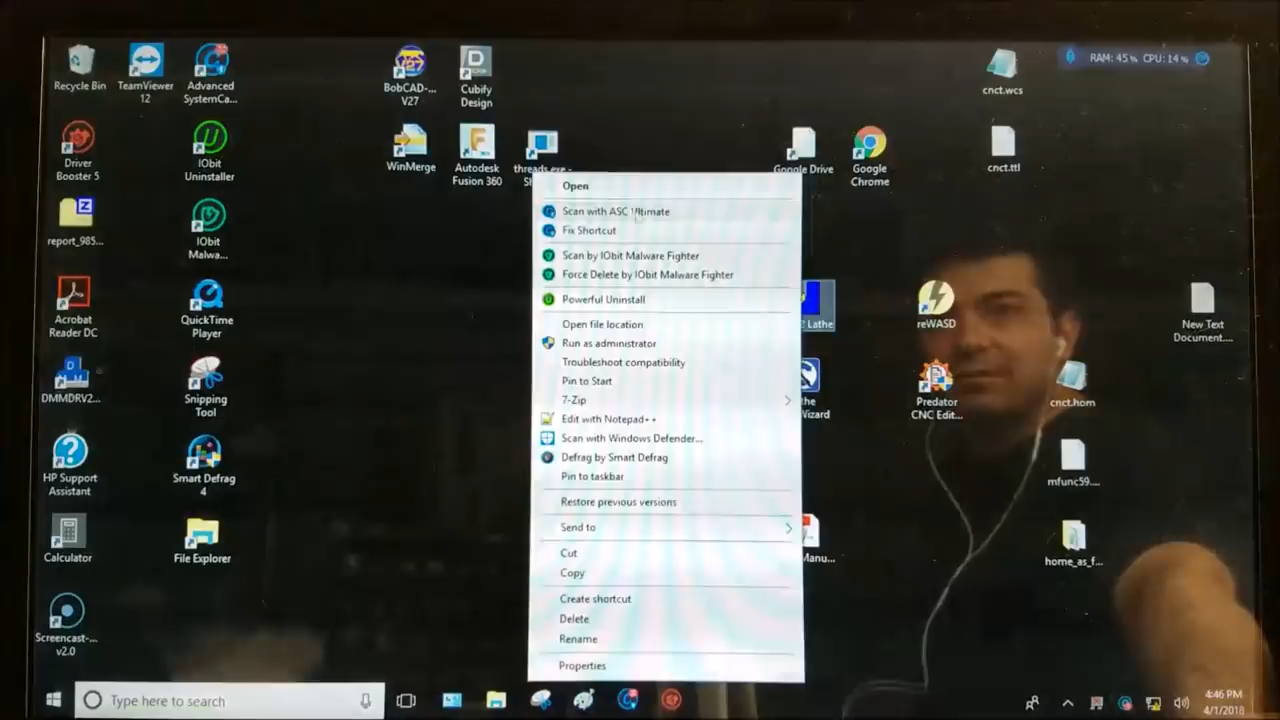 Recycle Bin
TeamViewer
12
Advanced
SystemCa...
BobCAD-...
V27
Cubify
Design
cnct.wcs
RAM: 45% CPU: 14%
Driver
Booster 5
IObit
Uninstaller
WinMerge
Autodesk
Fusion 360
threads.exe -
Google Drive
Google
Chrome
cnct.ttl
report_985...
IObit
Malwa...
Acrobat
Reader DC
QuickTime
Player
Lathe
reWASD
New Text
Document....
DMMDRV2...
Snipping
Tool
Wizard
Predator
CNC Edit...
cnct.hom
HP Support
Assistant
Smart Defrag
4
mfunc59....
Calculator
File Explorer
Manu...
home_as_f...
Screencast-...
v2.0
Open
Scan with ASC Ultimate
Fix Shortcut
Scan by IObit Malware Fighter
Force Delete by IObit Malware Fighter
Powerful Uninstall
Open file location
Run as administrator
Troubleshoot compatibility
Pin to Start
7-Zip
Edit with Notepad++
Scan with Windows Defender...
Defrag by Smart Defrag
Pin to taskbar
Restore previous versions
Send to
Cut
Copy
Create shortcut
Delete
Rename
Properties
Type here to search
4:46 PM
4/1/2018